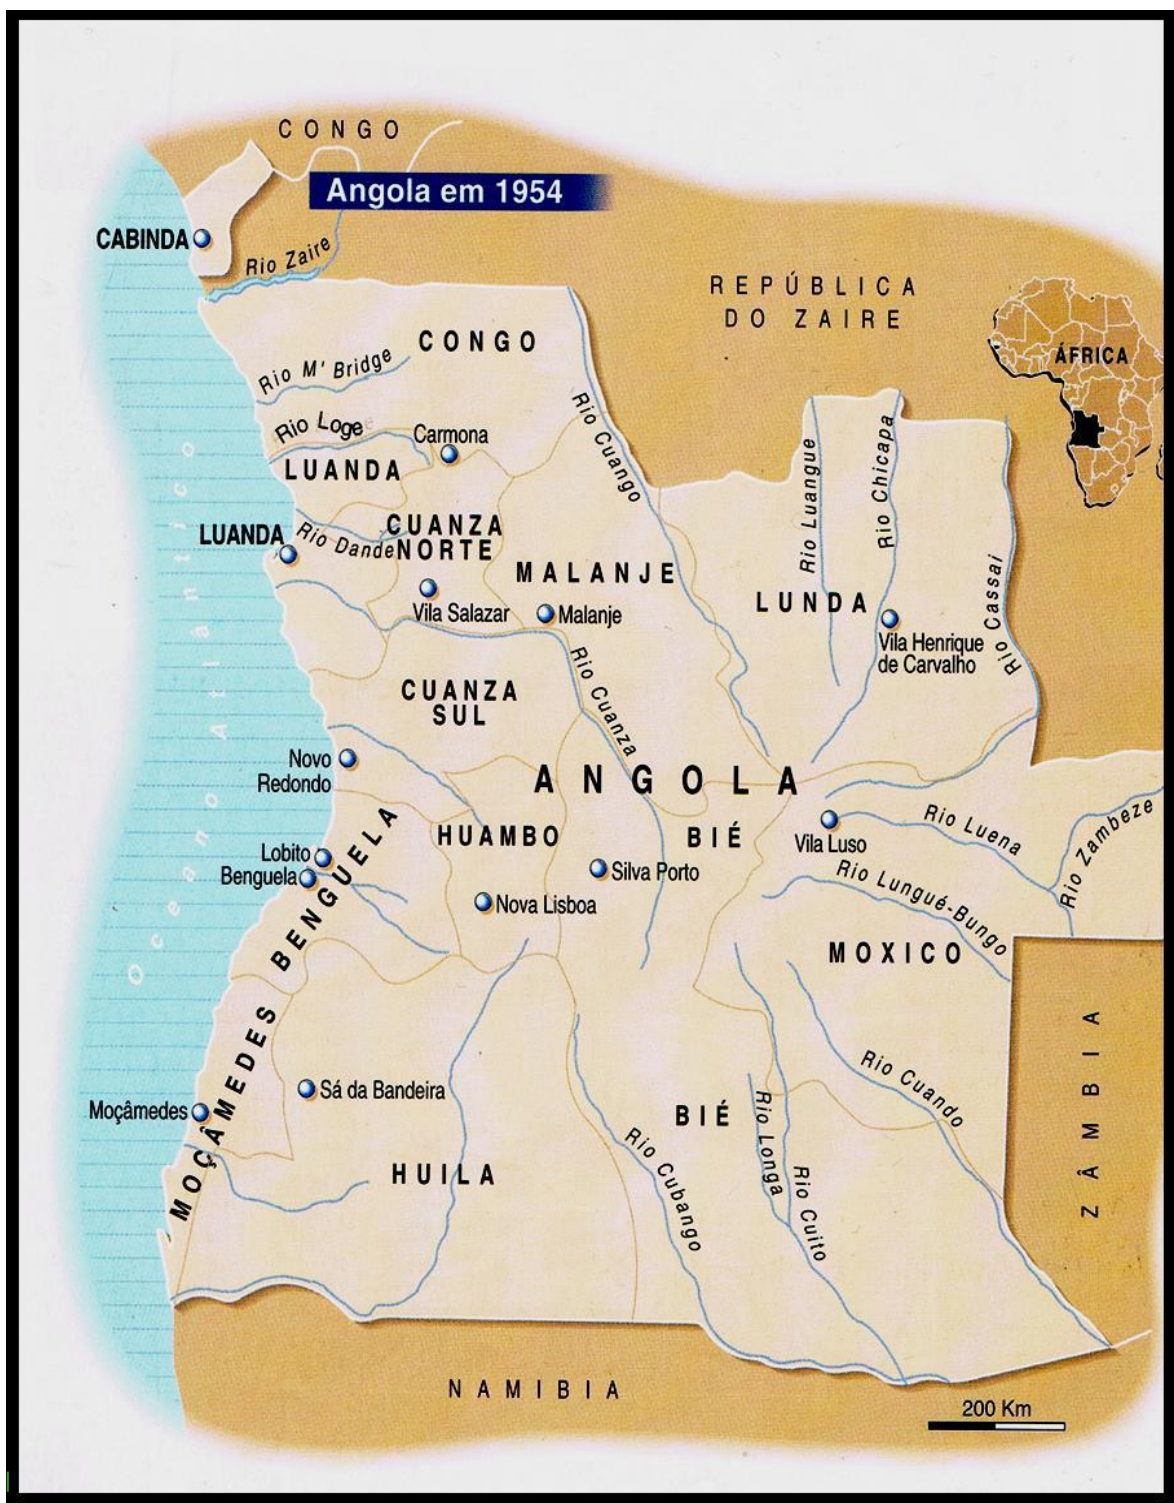 CONGO
Angola em 1954
CABINDA
Rio Zaire
REPÚBLICA
DO ZAIRE
ÁFRICA
CONGO
Rio M' Bridge
Rio Loge
Carmona
LUANDA
Rio Cuango
Rio Luangue
Rio Chicapa
LUANDA
Rio Dande
CUANZA
NORTE
MALANJE
Vila Salazar
Malanje
LUNDA
Vila Henrique
de Carvalho
Rio Cassai
CUANZA
SUL
Rio Cuanza
Oceano Atlântico
Novo
Redondo
ANGOLA
HUAMBO
BIÉ
Vila Luso
Rio Luena
Rio Zambeze
Lobito
Benguela
BENGUELA
Silva Porto
Nova Lisboa
Rio Lungué-Bungo
MOXICO
MOÇÂMEDES
Sá da Bandeira
Moçâmedes
HUILA
BIÉ
Rio Cubango
Rio Longa
Rio Cuito
Rio Cuando
ZÂMBIA
NAMIBIA
200 Km